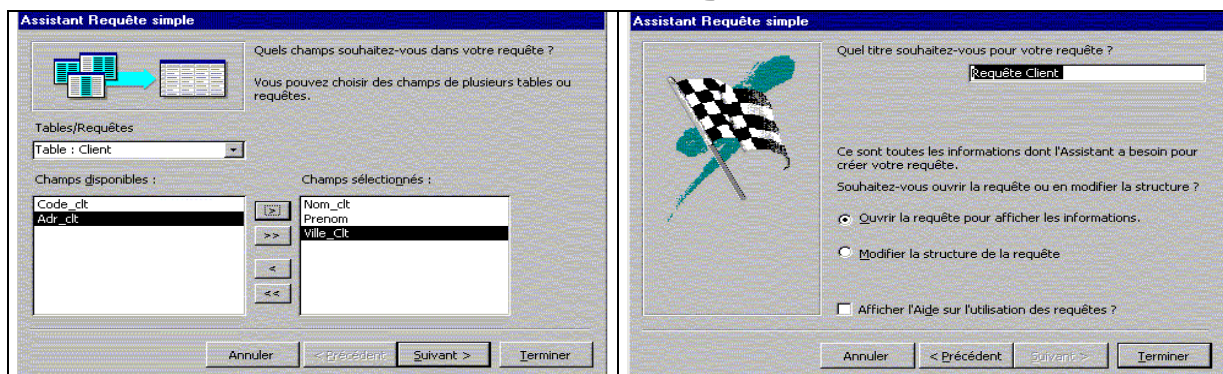 Assistant Requête simple
Quels champs souhaitez-vous dans votre requête ?
Vous pouvez choisir des champs de plusieurs tables ou
requêtes.
Tables/Requêtes
Table : Client
Champs disponibles :
Champs sélectionnés :
Code_clt
Adr_clt
>
>>
<
<<
Nom_clt
Prenom
Ville_Clt
Annuler
< Précédent
Suivant >
Terminer
Assistant Requête simple
Quel titre souhaitez-vous pour votre requête ?
Requête Client
Ce sont toutes les informations dont l'Assistant a besoin pour
créer votre requête.
Souhaitez-vous ouvrir la requête ou en modifier la structure ?
Ouvrir la requête pour afficher les informations.
Modifier la structure de la requête
Afficher l'Aide sur l'utilisation des requêtes ?
Annuler
< Précédent
Suivant >
Terminer